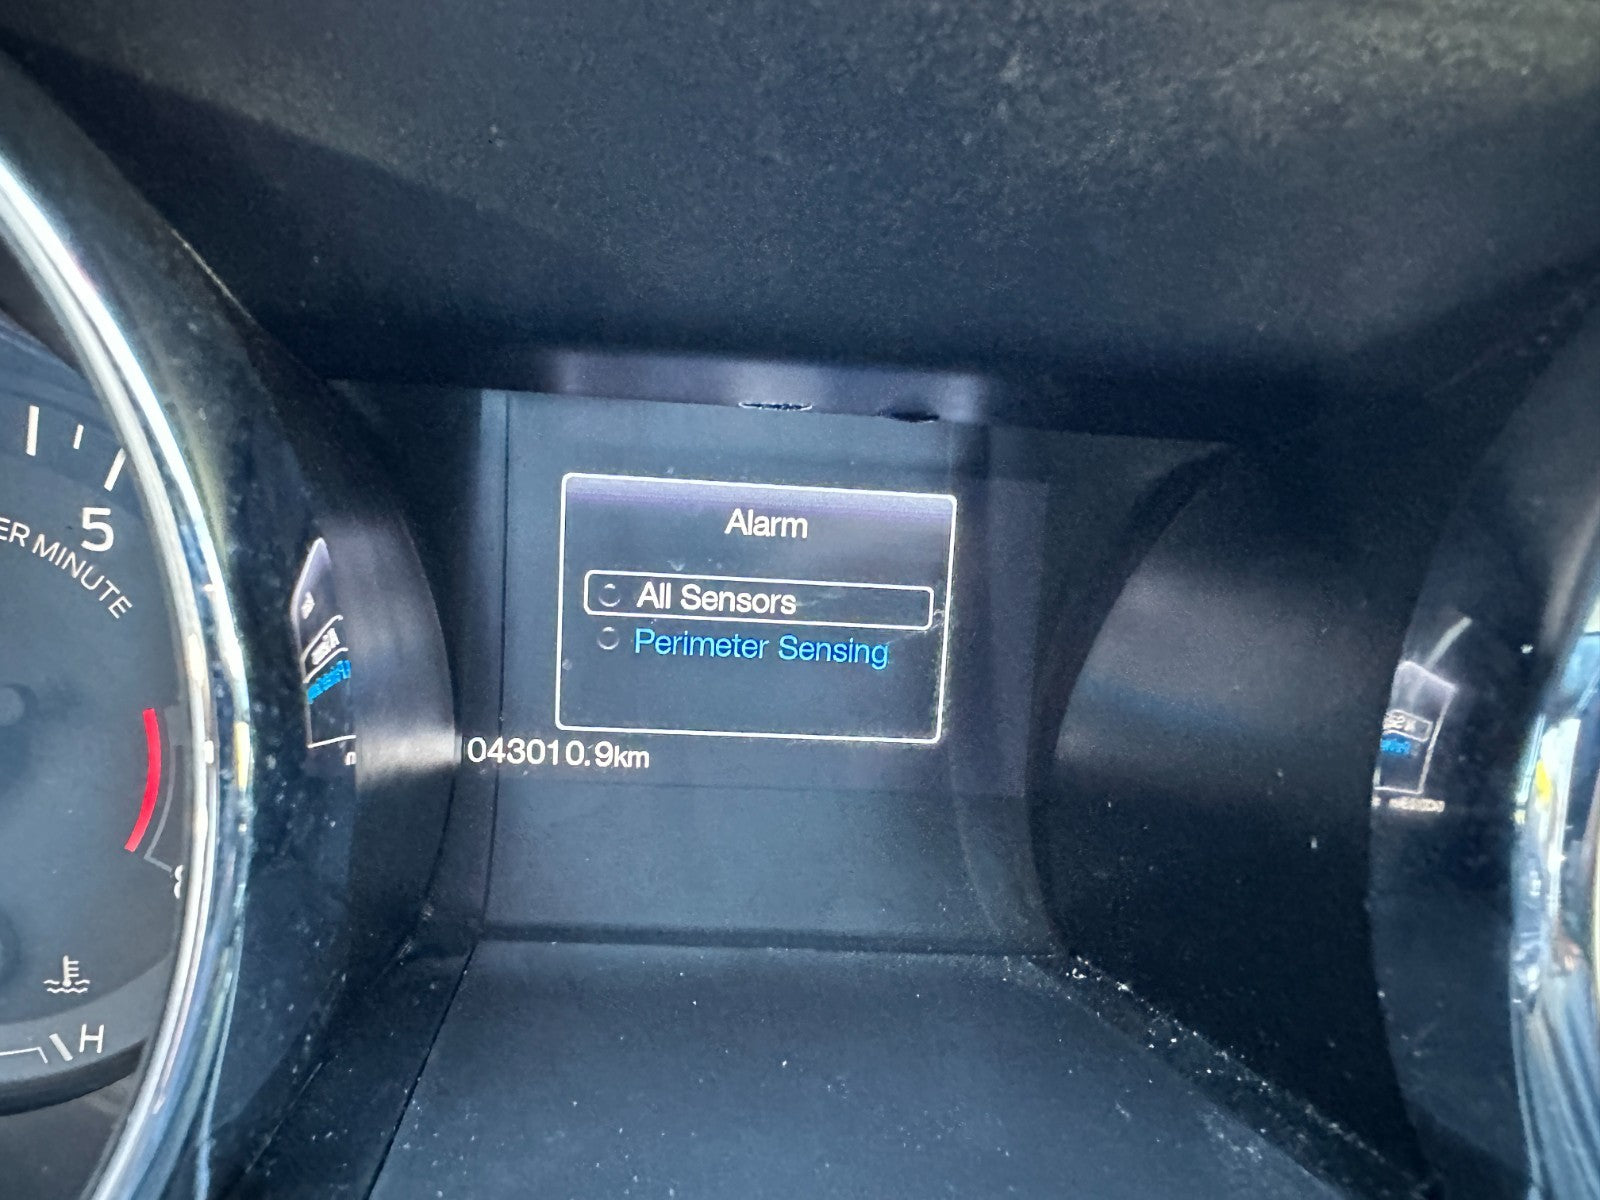 5
ER MINUTE
Alarm
All Sensors
Perimeter Sensing
043010.9km
H